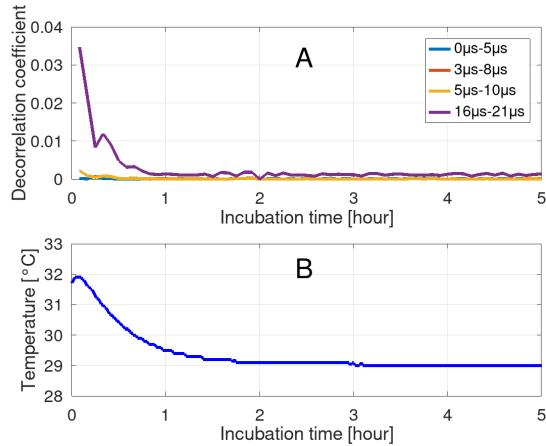 A
Decorrelation coefficient
0.04
0.03
0.02
0.01
0
0µs-5µs
3µs-8µs
5µs-10µs
16µs-21µs
0 1 2 3 4 5
Incubation time [hour]
B
Temperature [°C]
33
32
31
30
29
28
0 1 2 3 4 5
Incubation time [hour]